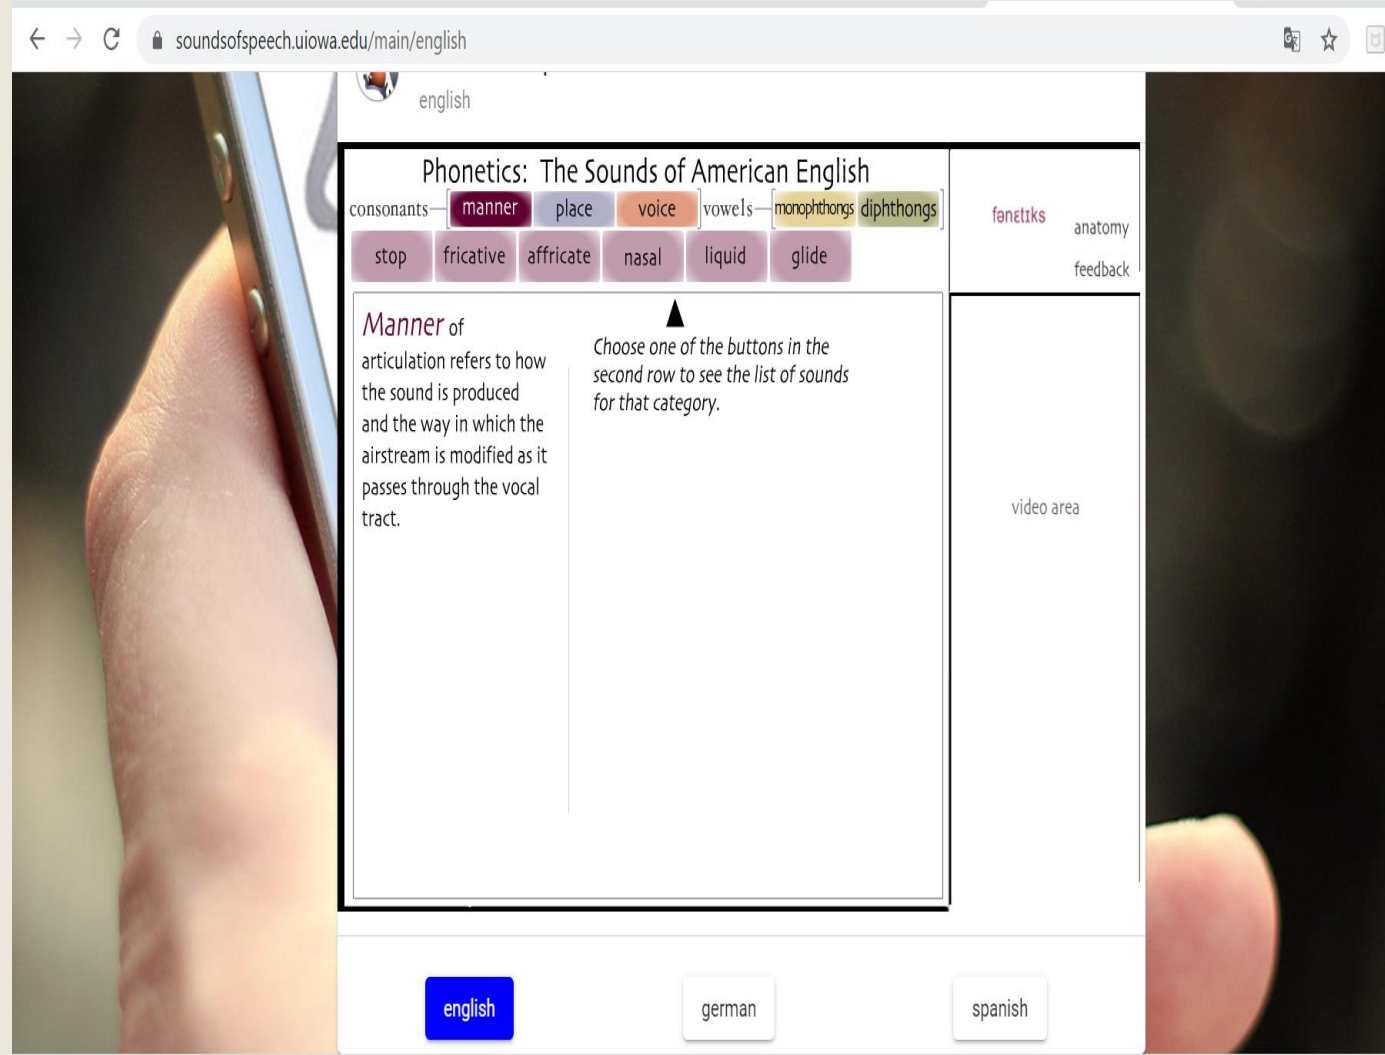 soundsofspeech.uiowa.edu/main/english
english
Phonetics: The Sounds of American English
consonants manner place voice vowels monophthongs diphthongs
stop fricative affricate nasal liquid glide
fənɛtɪks
anatomy
feedback
Manner of
articulation refers to how
the sound is produced
and the way in which the
airstream is modified as it
passes through the vocal
tract.
Choose one of the buttons in the
second row to see the list of sounds
for that category.
video area
english german spanish